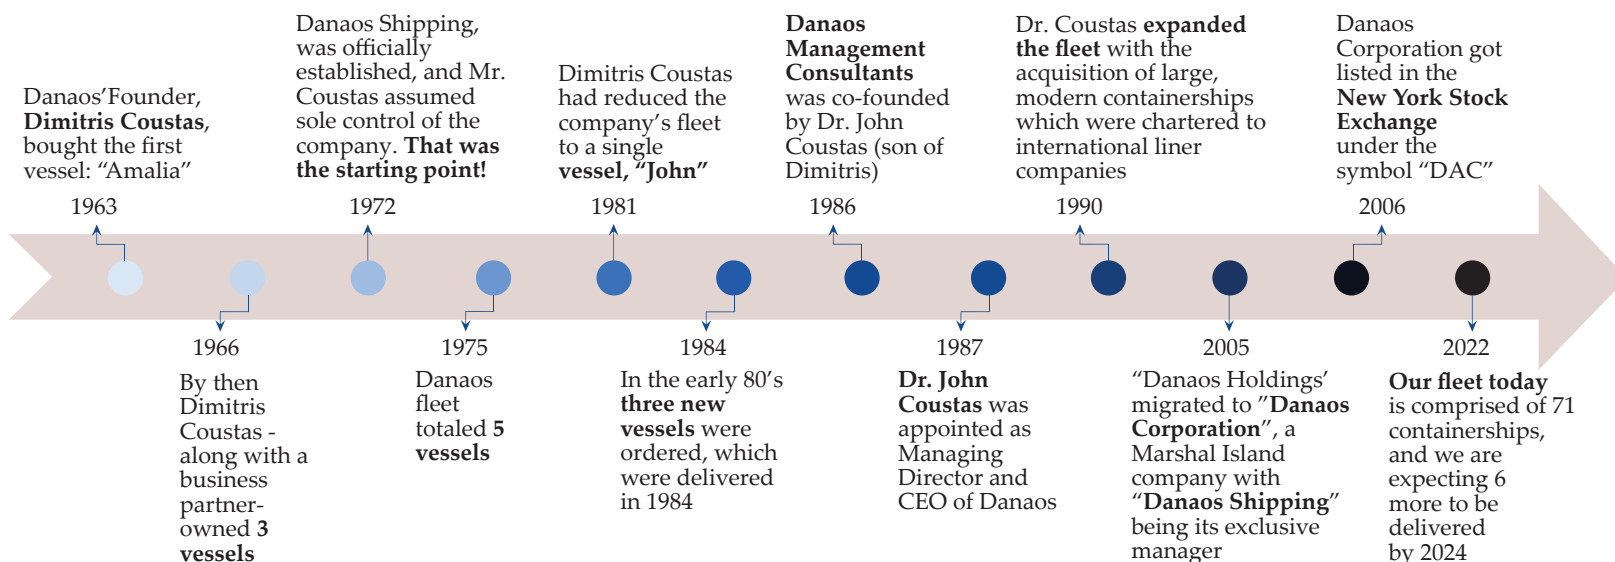 Danaos'Founder,
Dimitris Coustas,
bought the first
vessel: “Amalia”
1963
By then
Dimitris
Coustas -
along with a
business
partner-
owned 3
vessels
1966
Danaos Shipping,
was officially
established, and Mr.
Coustas assumed
sole control of the
company. That was
the starting point!
1972
1975
Danaos
fleet
totaled 5
vessels
Dimitris Coustas
had reduced the
company’s fleet
to a single
vessel, “John”
1981
1984
In the early 80’s
three new
vessels were
ordered, which
were delivered
in 1984
Danaos
Management
Consultants
was co-founded
by Dr. John
Coustas (son of
Dimitris)
1986
1987
Dr. John
Coustas was
appointed as
Managing
Director and
CEO of Danaos
Dr. Coustas expanded
the fleet with the
acquisition of large,
modern containerships
which were chartered to
international liner
companies
1990
2005
“Danaos Holdings’
migrated to ”Danaos
Corporation”, a
Marshal Island
company with
“Danaos Shipping”
being its exclusive
manager
Danaos
Corporation got
listed in the
New York Stock
Exchange
under the
symbol “DAC”
2006
2022
Our fleet today
is comprised of 71
containerships,
and we are
expecting 6
more to be
delivered
by 2024